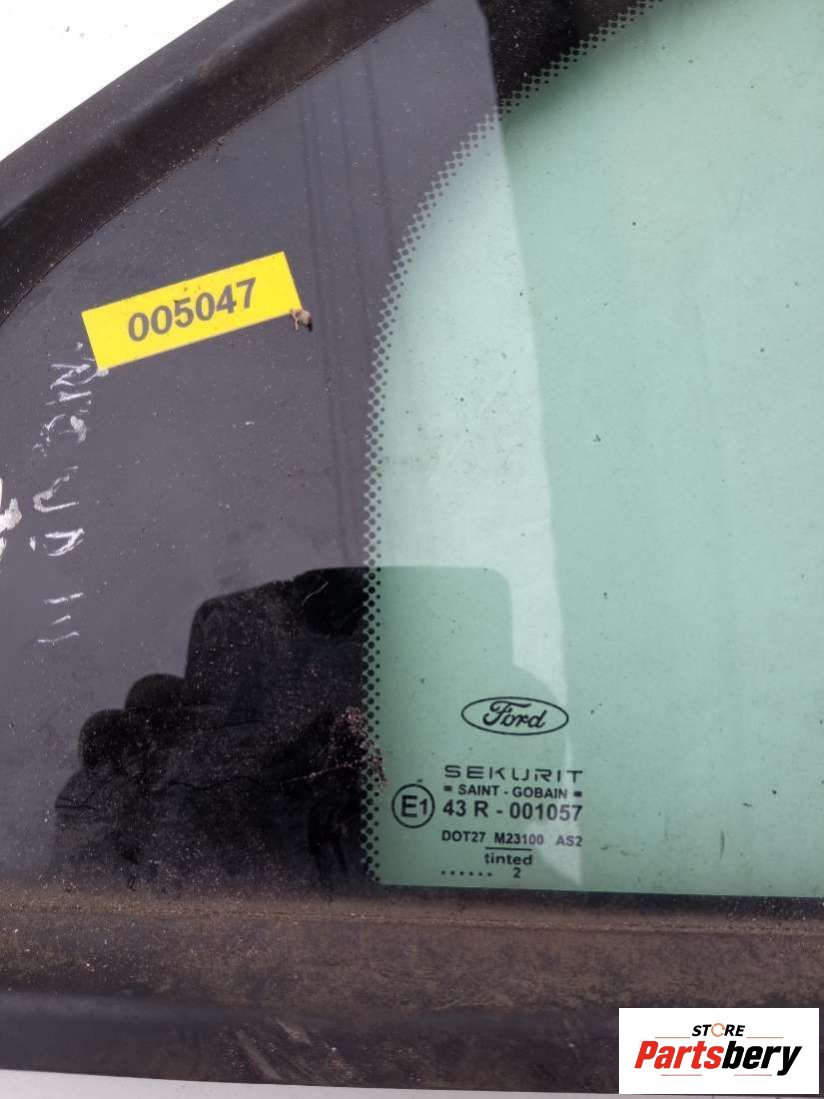 005047
Ford
SEKURIT
SAINT - GOBAIN
E1 43 R - 001057
DOT27 M23100 AS2
tinted
...... 2
STORE
Partsbery